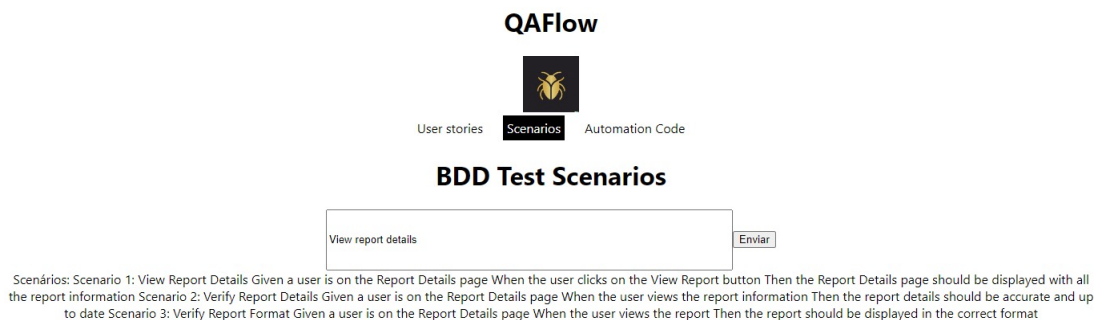 QAFlow
User stories Scenarios Automation Code
BDD Test Scenarios
View report details Enviar
Scenários: Scenario 1: View Report Details Given a user is on the Report Details page When the user clicks on the View Report button Then the Report Details page should be displayed with all
the report information Scenario 2: Verify Report Details Given a user is on the Report Details page When the user views the report information Then the report details should be accurate and up
to date Scenario 3: Verify Report Format Given a user is on the Report Details page When the user views the report Then the report should be displayed in the correct format